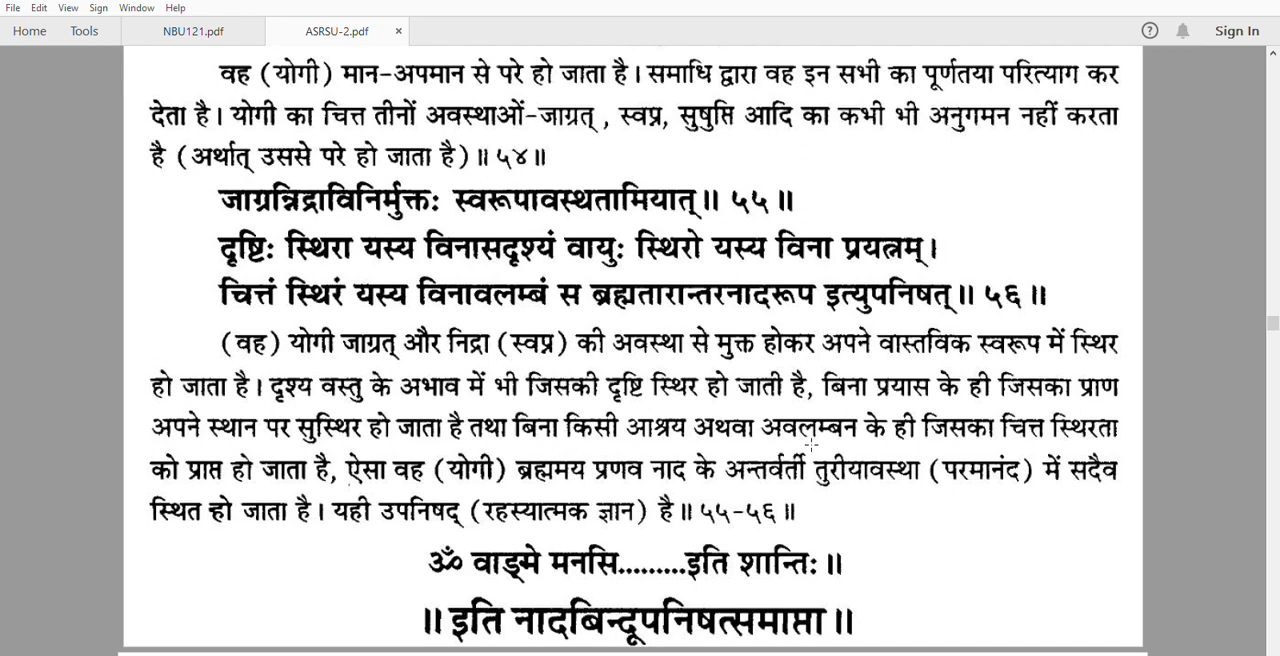 File Edit View Sign Window Help
Home Tools NBU121.pdf ASRSU-2.pdf × ? Sign In
वह (योगी) मान-अपमान से परे हो जाता है। समाधि द्वारा वह इन सभी का पूर्णतया परित्याग कर
देता है। योगी का चित्त तीनों अवस्थाओं-जाग्रत् , स्वप्न, सुषुप्ति आदि का कभी भी अनुगमन नहीं करता
है (अर्थात् उससे परे हो जाता है)॥ ५४॥
जाग्रन्निद्राविनिर्मुक्तः स्वरूपावस्थतामियात्॥ ५५॥
दृष्टिः स्थिरा यस्य विनासदृश्यं वायुः स्थिरो यस्य विना प्रयत्नम्।
चित्तं स्थिरं यस्य विनावलम्बं स ब्रह्मतारान्तरनादरूप इत्युपनिषत्॥ ५६॥
(वह) योगी जाग्रत् और निद्रा (स्वप्न) की अवस्था से मुक्त होकर अपने वास्तविक स्वरूप में स्थिर
हो जाता है। दृश्य वस्तु के अभाव में भी जिसकी दृष्टि स्थिर हो जाती है, बिना प्रयास के ही जिसका प्राण
अपने स्थान पर सुस्थिर हो जाता है तथा बिना किसी आश्रय अथवा अवलम्बन के ही जिसका चित्त स्थिरता
को प्राप्त हो जाता है, ऐसा वह (योगी) ब्रह्ममय प्रणव नाद के अन्तर्वर्ती तुरीयावस्था (परमानंद) में सदैव
स्थित हो जाता है। यही उपनिषद् (रहस्यात्मक ज्ञान) है॥ ५५-५६॥
ॐ वाङ्मे मनसि.........इति शान्तिः॥
॥ इति नादबिन्दूपनिषत्समाप्ता॥